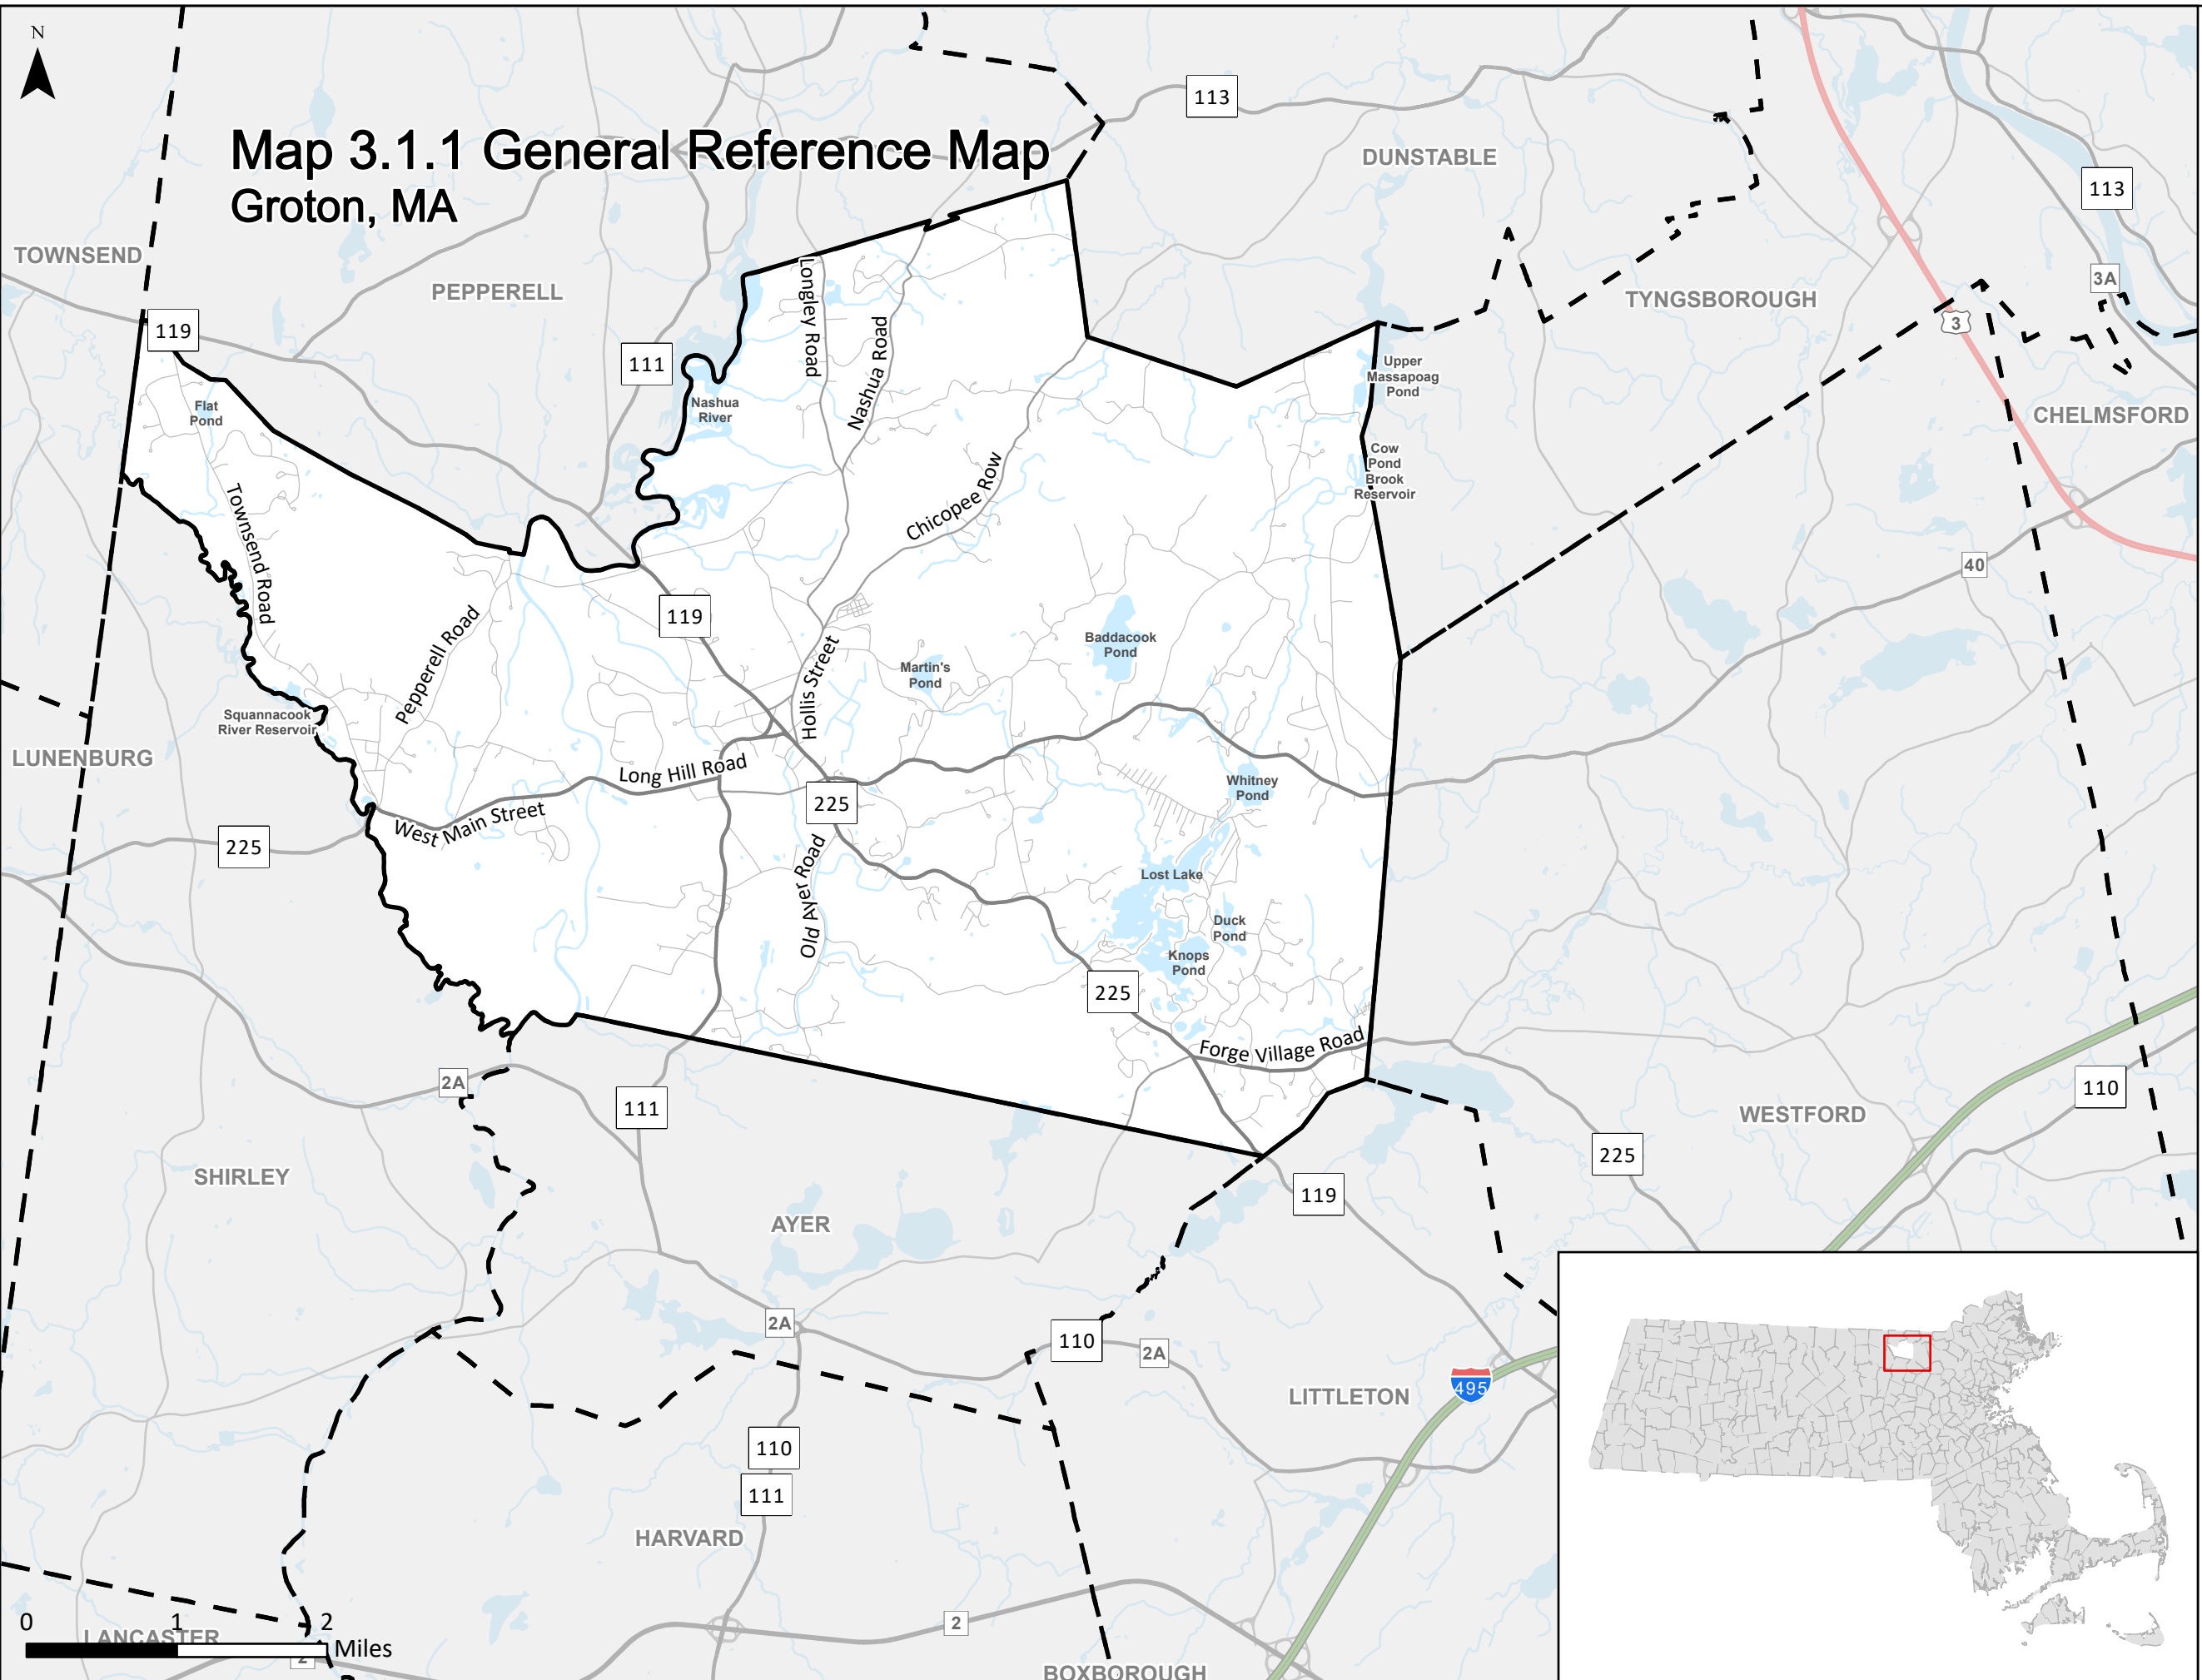 N
Map 3.1.1 General Reference Map
Groton, MA
113
DUNSTABLE
113
TOWNSEND
PEPPERELL
3A
TYNGSBOROUGH
119
3
111
Longley Road
Nashua Road
Upper
Massapoag
Pond
Flat
Pond
Nashua
River
CHELMSFORD
Cow
Pond
Brook
Reservoir
Chicopee Row
Townsend Road
40
119
Pepperell Road
Baddacook
Pond
Martin's
Pond
Hollis Street
Squannacook
River Reservoir
LUNENBURG
Long Hill Road
Whitney
Pond
225
West Main Street
225
Old Ayer Road
Lost Lake
Duck
Pond
Knops
Pond
225
Forge Village Road
2A
111
110
WESTFORD
225
SHIRLEY
119
AYER
2A
110
2A
495
LITTLETON
110
111
HARVARD
2
0 1 2
Miles
LANCASTER
2
BOXBOROUGH